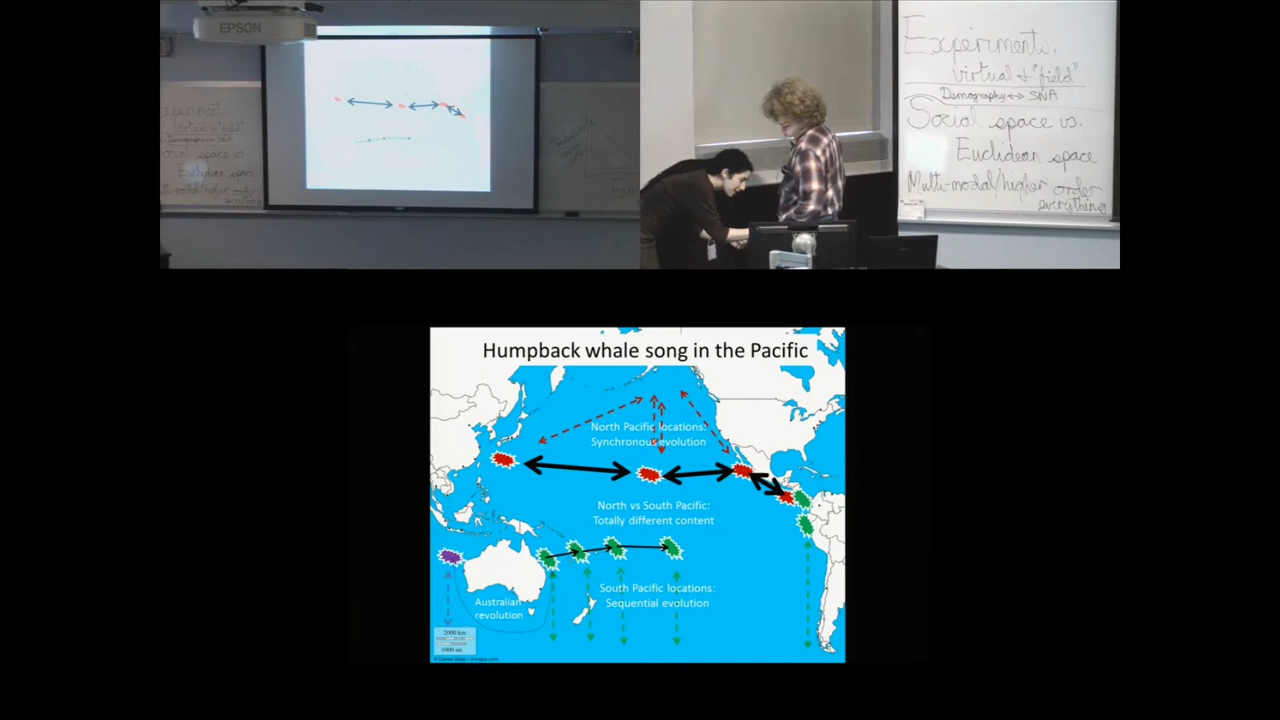 EPSON
Experiments:
virtual & "field"
Demography ↔ SNA
Social space vs.
Euclidean space
Multi-modal/higher order
everything
Humpback whale song in the Pacific
North Pacific locations:
Synchronous evolution
North vs South Pacific:
Totally different content
South Pacific locations:
Sequential evolution
Australian
revolution
2000 km
1000 mi